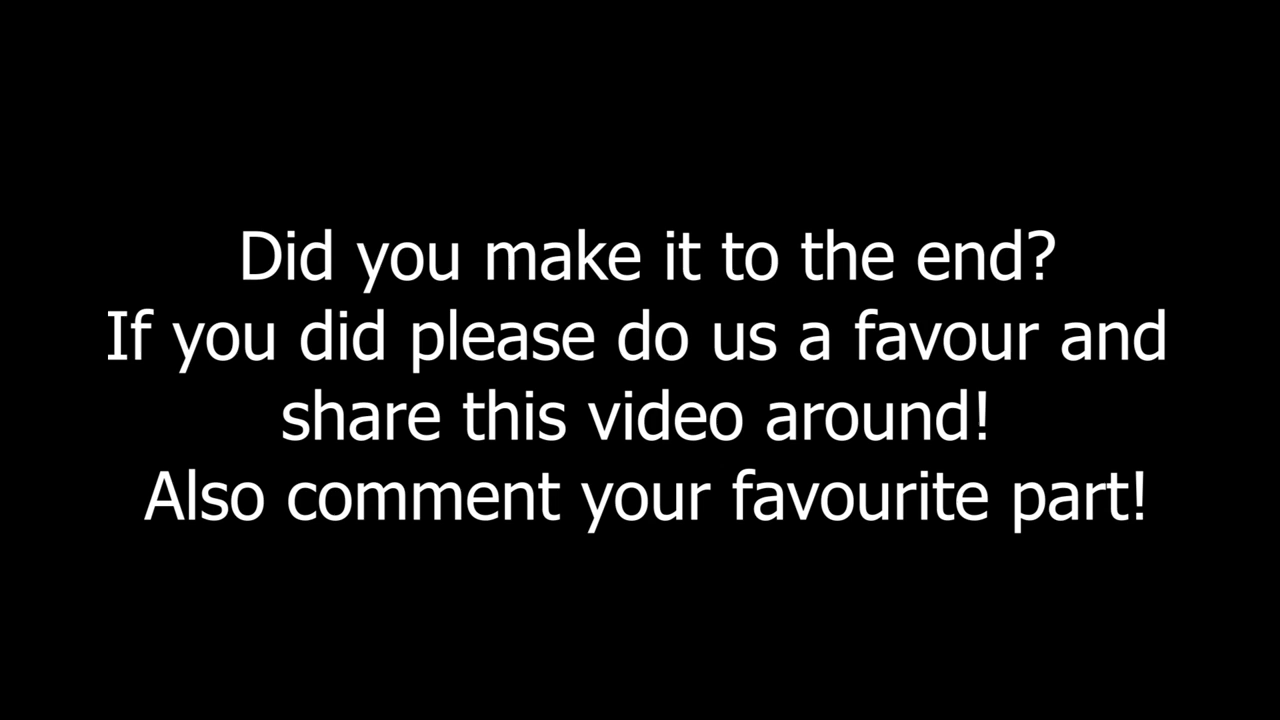 Did you make it to the end?
If you did please do us a favour and
share this video around!
Also comment your favourite part!